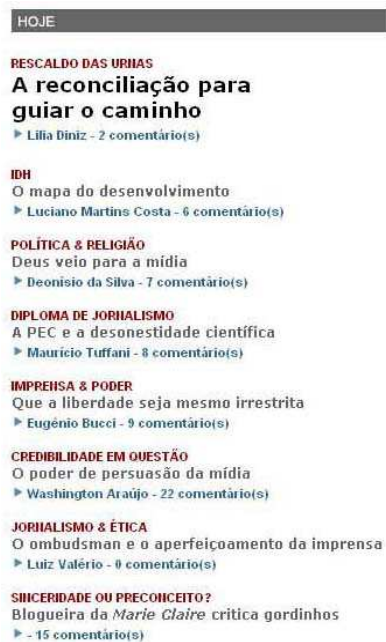 HOJE
RESCALDO DAS URNAS
A reconciliação para
guiar o caminho
Lilia Diniz - 2 comentário(s)
IDH
O mapa do desenvolvimento
Luciano Martins Costa - 6 comentário(s)
POLÍTICA & RELIGIÃO
Deus veio para a mídia
Deonísio da Silva - 7 comentário(s)
DIPLOMA DE JORNALISMO
A PEC e a desonestidade científica
Maurício Tuffani - 8 comentário(s)
IMPRENSA & PODER
Que a liberdade seja mesmo irrestrita
Eugênio Bucci - 9 comentário(s)
CREDIBILIDADE EM QUESTÃO
O poder de persuasão da mídia
Washington Araújo - 22 comentário(s)
JORNALISMO & ÉTICA
O ombudsman e o aperfeiçoamento da imprensa
Luiz Valério - 0 comentário(s)
SINCERIDADE OU PRECONCEITO?
Blogueira da Marie Claire critica gordinhos
- 15 comentário(s)